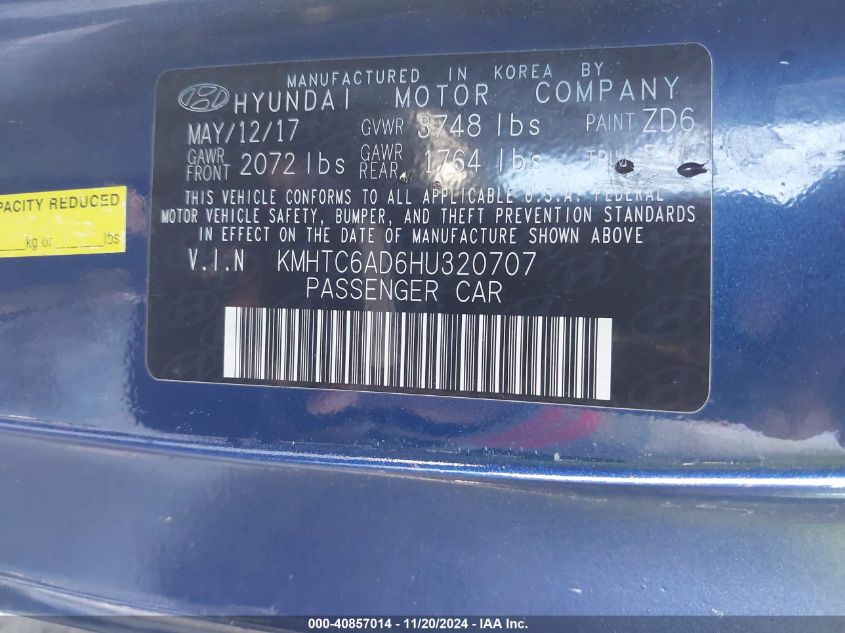 MANUFACTURED IN KOREA BY
HYUNDAI MOTOR COMPANY
MAY/12/17 GVWR 3748 lbs PAINT ZD6
GAWR FRONT 2072 lbs GAWR REAR 1764 lbs
THIS VEHICLE CONFORMS TO ALL APPLICABLE U.S.A. FEDERAL
MOTOR VEHICLE SAFETY, BUMPER, AND THEFT PREVENTION STANDARDS
IN EFFECT ON THE DATE OF MANUFACTURE SHOWN ABOVE
V.I.N KMHTC6AD6HU320707
PASSENGER CAR
REDUCED
kg or lbs
000-40857014 - 11/20/2024 - IAA Inc.